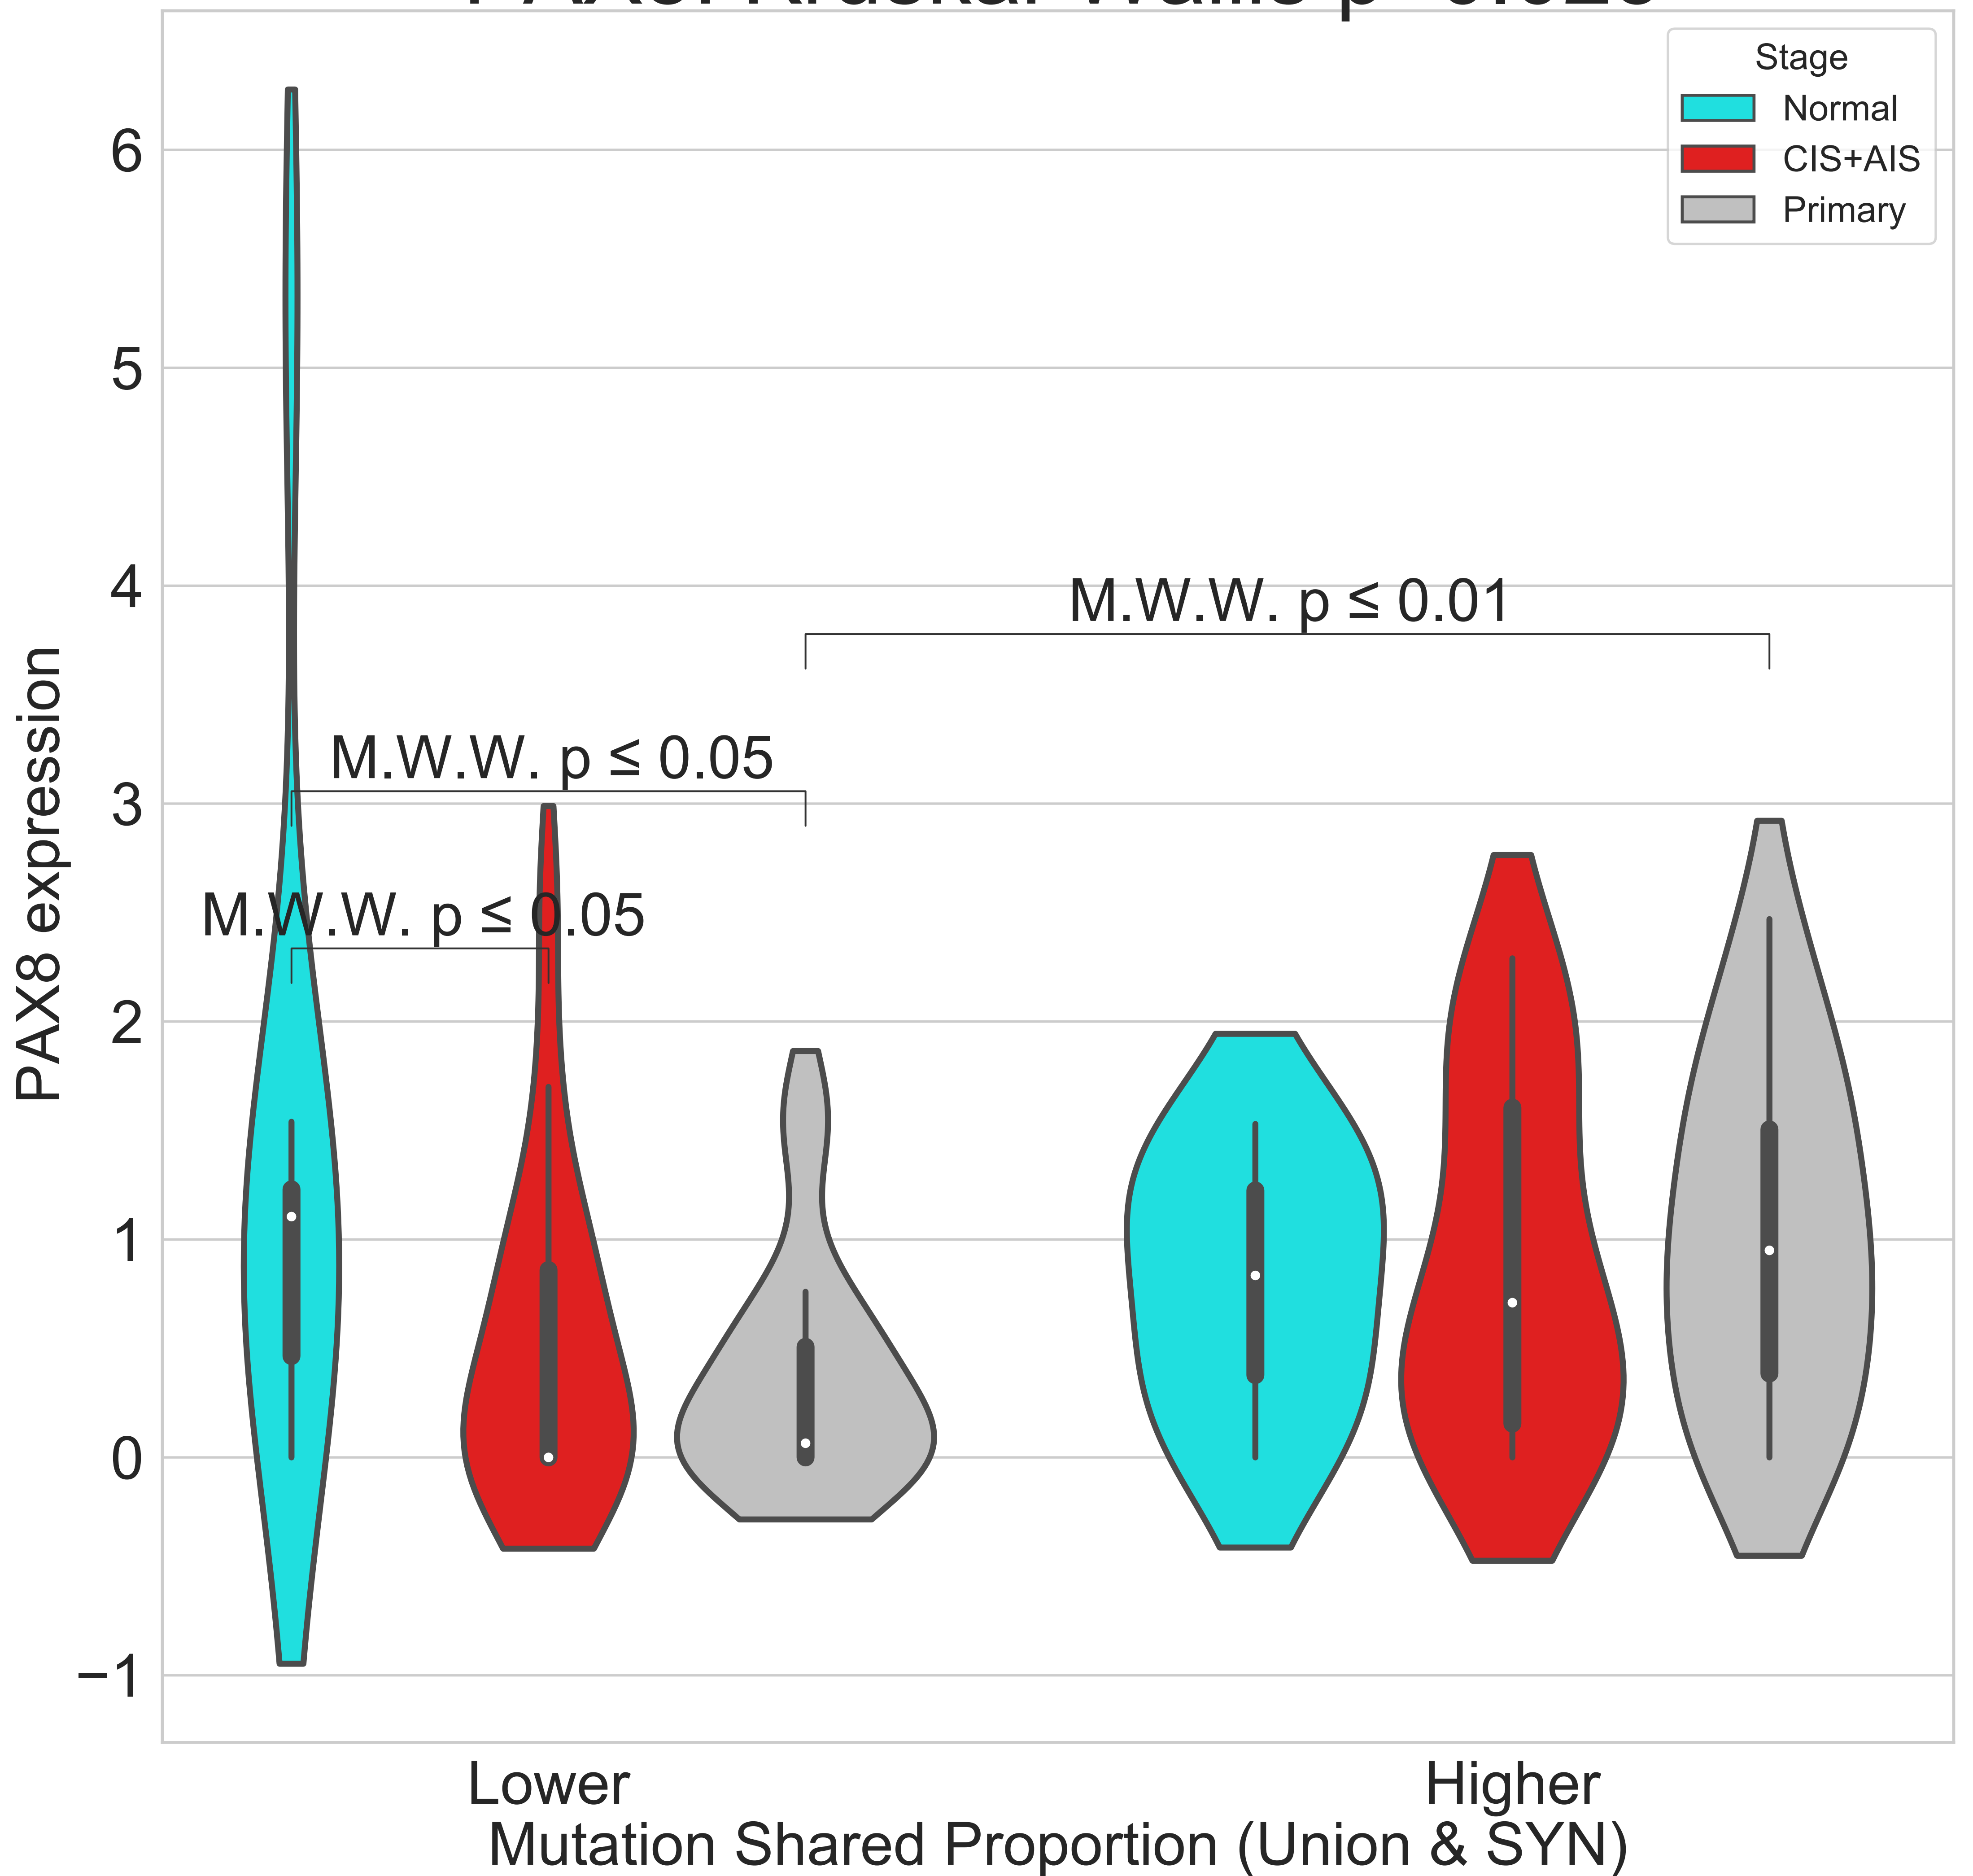 Stage
Normal
CIS+AIS
Primary
6
5
4
3
2
1
0
−1
PAX8 expression
M.W.W. p ≤ 0.01
M.W.W. p ≤ 0.05
M.W.W. p ≤ 0.05
Lower
Higher
Mutation Shared Proportion (Union & SYN)